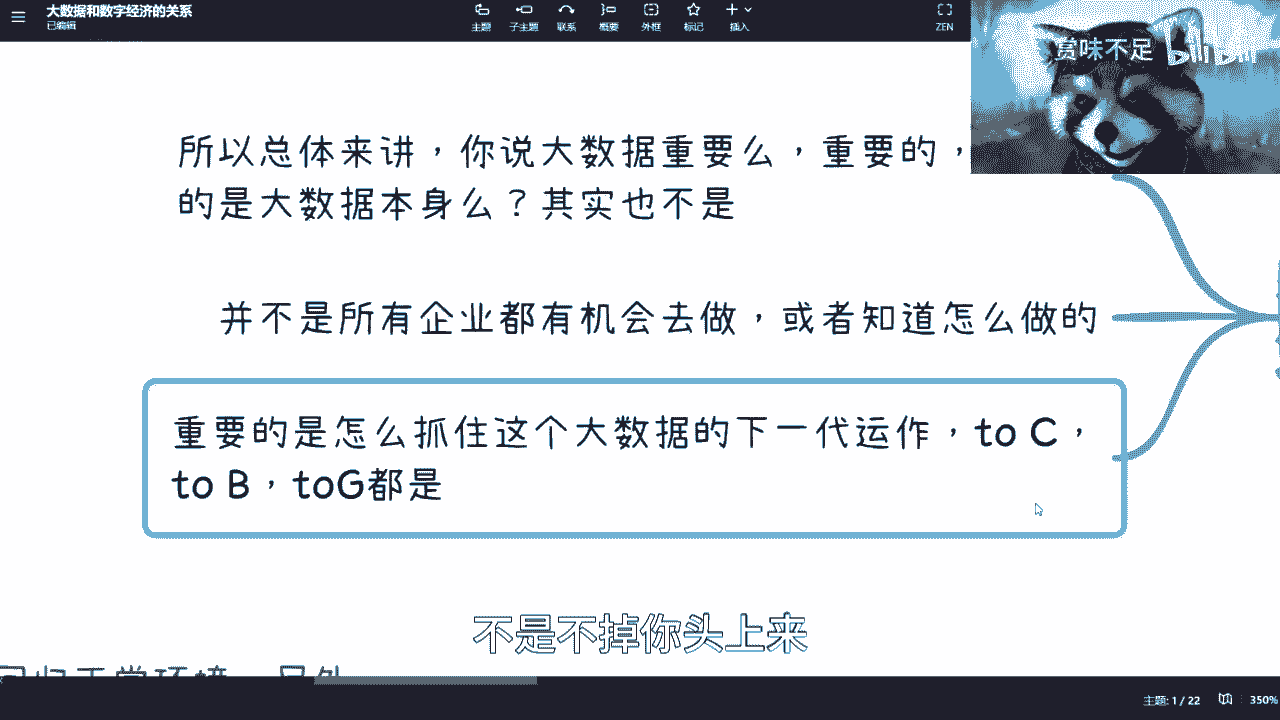 大数据和数字经济的关系
已编辑
主题 子主题 联系 概要 外框 标记 插入
ZEN
赏味不足 bilibili
所以总体来讲，你说大数据重要么，重要的，
的是大数据本身么？其实也不是
并不是所有企业都有机会去做，或者知道怎么做的
重要的是怎么抓住这个大数据的下一代运作，to C，
to B，toG都是
不是不掉你头上来
主题: 1 / 22 350%